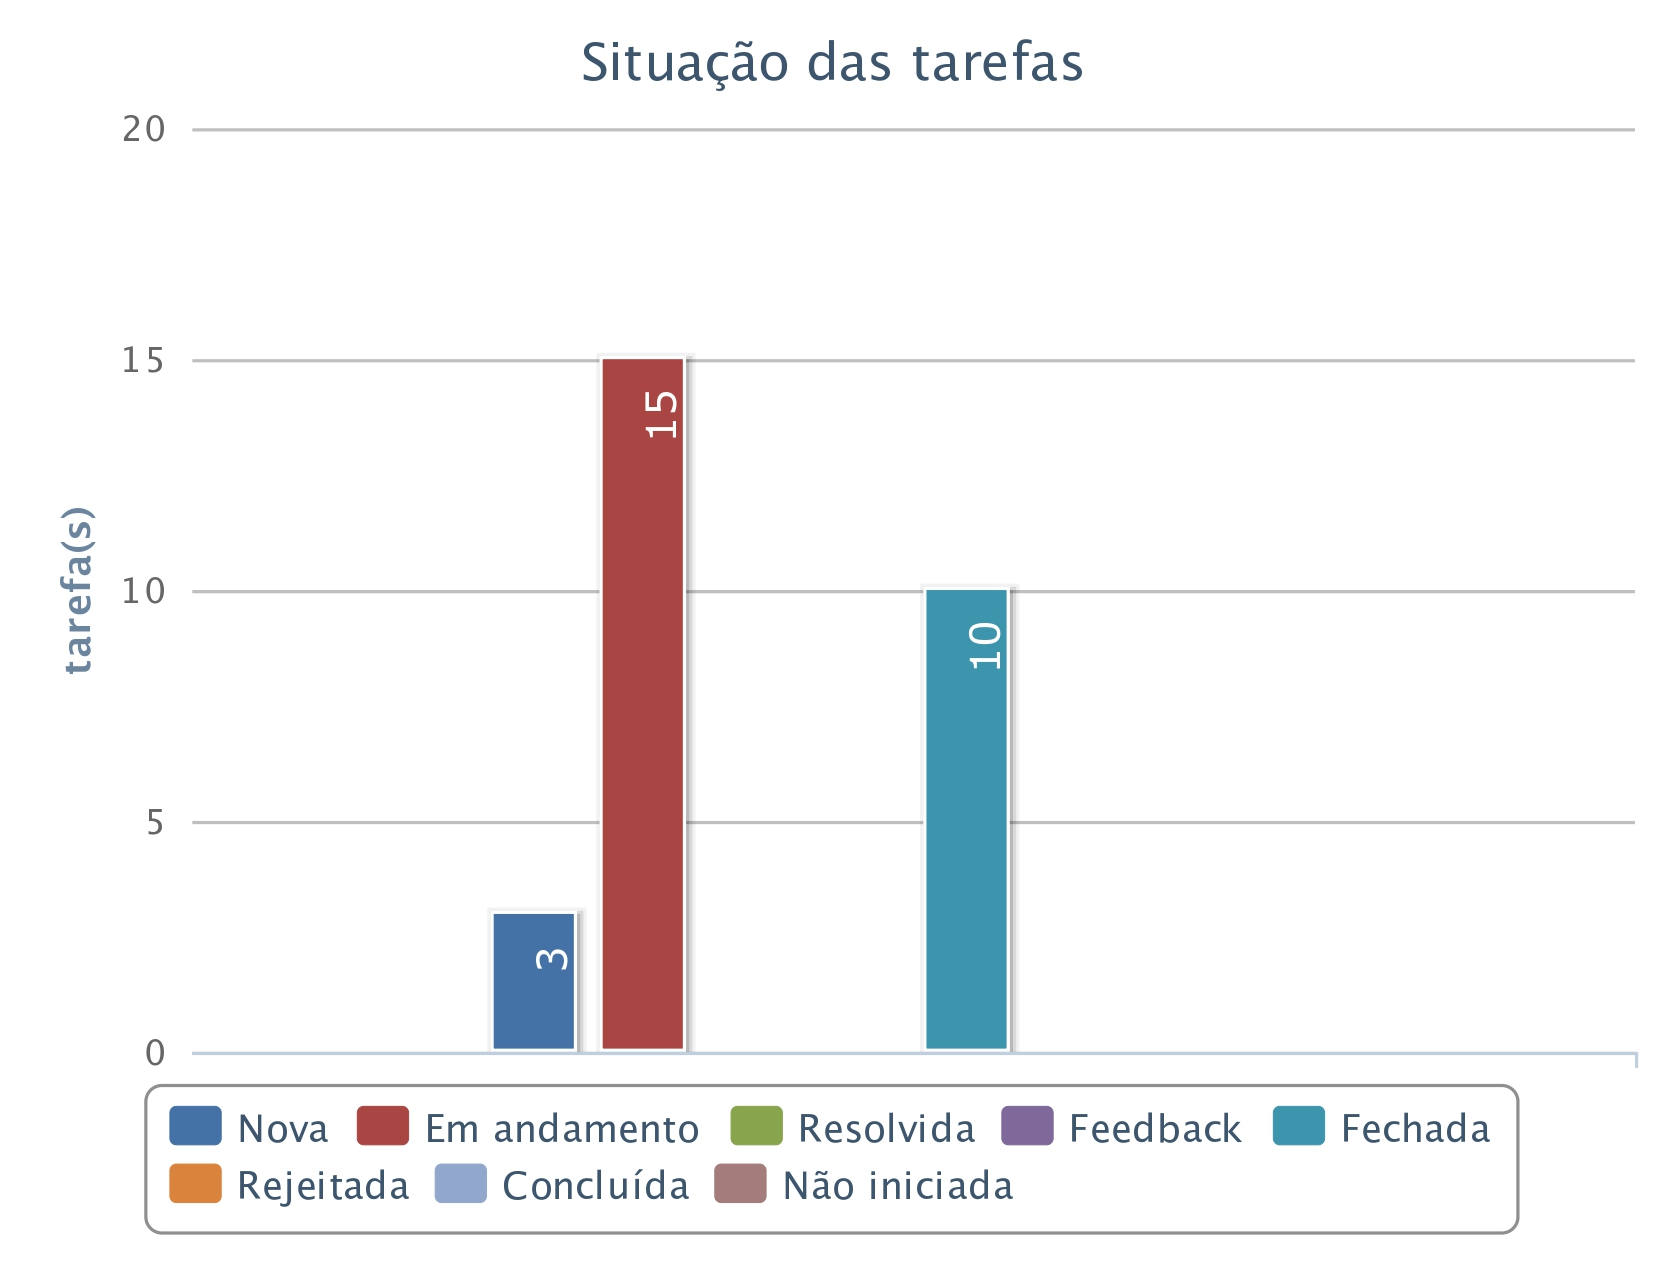 Situação das tarefas
20
15
10
5
0
tarefa(s)
3
15
10
Nova Em andamento Resolvida Feedback Fechada
Rejeitada Concluída Não iniciada